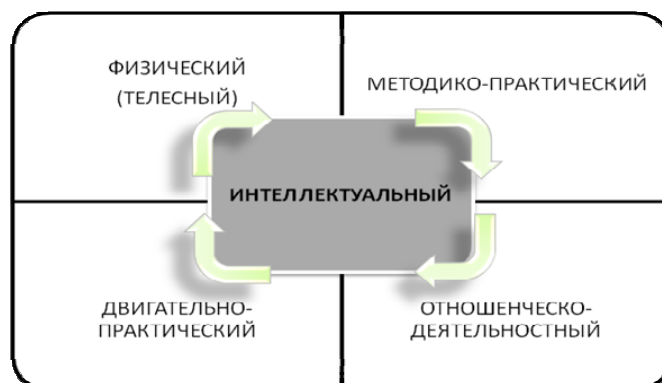 ФИЗИЧЕСКИЙ
(ТЕЛЕСНЫЙ)
МЕТОДИКО-ПРАКТИЧЕСКИЙ
ИНТЕЛЛЕКТУАЛЬНЫЙ
ДВИГАТЕЛЬНО-
ПРАКТИЧЕСКИЙ
ОТНОШЕНЧЕСКО-
ДЕЯТЕЛЬНОСТНЫЙ